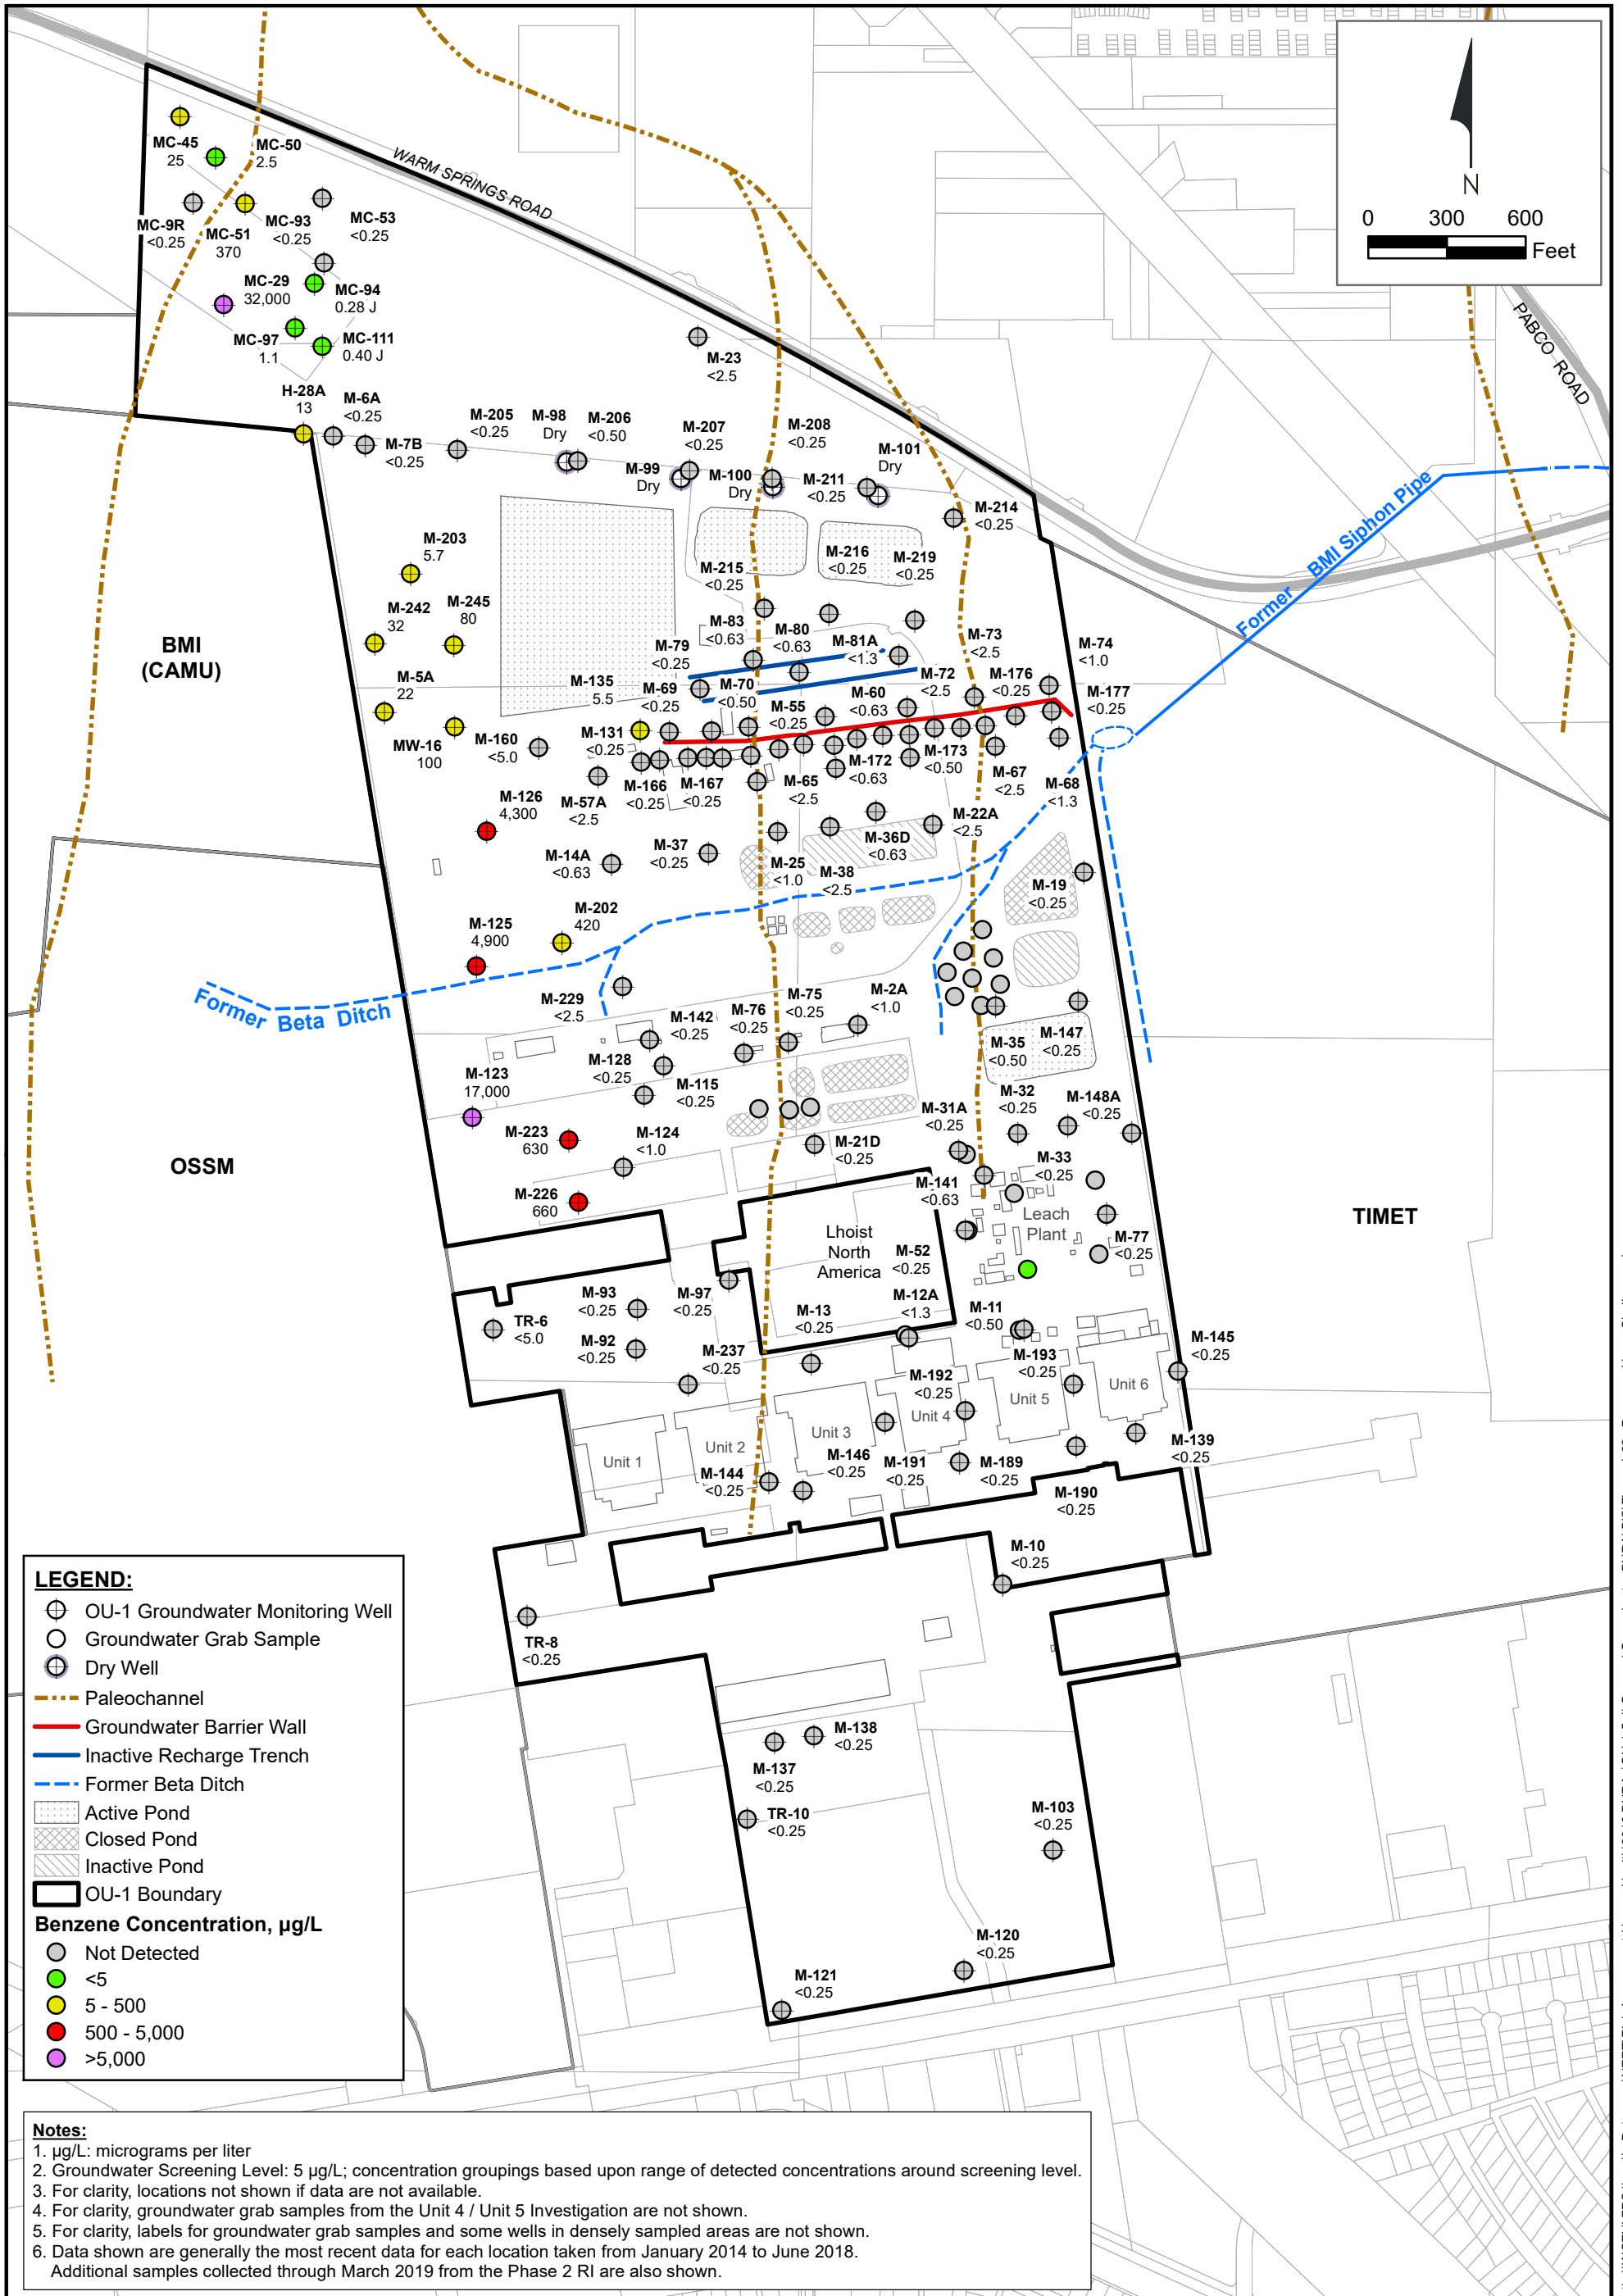 N
0 300 600
Feet
WARM SPRINGS ROAD
PABCO ROAD
MC-45
25
MC-50
2.5
MC-9R
<0.25
MC-51
370
MC-93
<0.25
MC-53
<0.25
MC-29
32,000
MC-94
0.28 J
MC-97
1.1
MC-111
0.40 J
M-23
<2.5
H-28A
13
M-6A
<0.25
M-7B
<0.25
M-205
<0.25
M-98
Dry
M-206
<0.50
M-207
<0.25
M-208
<0.25
M-99
Dry
M-100
Dry
M-211
<0.25
M-101
Dry
M-214
<0.25
Former BMI Siphon Pipe
M-203
5.7
M-215
<0.25
M-216
<0.25
M-219
<0.25
M-242
32
M-245
80
BMI
(CAMU)
M-83
<0.63
M-80
<0.63
M-81A
<1.3
M-73
<2.5
M-74
<1.0
M-79
<0.25
M-5A
22
M-135
5.5
M-69
<0.25
M-70
<0.50
M-72
<2.5
M-176
<0.25
M-60
<0.63
M-177
<0.25
M-55
<0.25
MW-16
100
M-160
<5.0
M-131
<0.25
M-173
<0.50
M-172
<0.63
M-67
<2.5
M-68
<1.3
M-166
<0.25
M-167
<0.25
M-65
<2.5
M-126
4,300
M-57A
<2.5
M-22A
<2.5
M-36D
<0.63
M-14A
<0.63
M-37
<0.25
M-25
<1.0
M-38
<2.5
M-19
<0.25
M-202
420
M-125
4,900
Former Beta Ditch
M-229
<2.5
M-142
<0.25
M-76
<0.25
M-75
<0.25
M-2A
<1.0
M-35
<0.50
M-147
<0.25
M-128
<0.25
M-123
17,000
M-115
<0.25
M-32
<0.25
M-148A
<0.25
M-31A
<0.25
M-223
630
M-124
<1.0
M-21D
<0.25
M-33
<0.25
OSSM
TIMET
M-226
660
M-141
<0.63
Leach
Plant
Lhoist
North
America
M-52
<0.25
M-77
<0.25
M-93
<0.25
M-97
<0.25
M-12A
<1.3
M-13
<0.25
M-11
<0.50
TR-6
<5.0
M-92
<0.25
M-145
<0.25
M-237
<0.25
M-193
<0.25
M-192
<0.25
Unit 6
Unit 5
Unit 4
Unit 3
Unit 2
Unit 1
M-139
<0.25
M-146
<0.25
M-191
<0.25
M-189
<0.25
M-144
<0.25
M-190
<0.25
M-10
<0.25
TR-8
<0.25
M-138
<0.25
M-137
<0.25
TR-10
<0.25
M-103
<0.25
M-120
<0.25
M-121
<0.25
LEGEND:
OU-1 Groundwater Monitoring Well
Groundwater Grab Sample
Dry Well
Paleochannel
Groundwater Barrier Wall
Inactive Recharge Trench
Former Beta Ditch
Active Pond
Closed Pond
Inactive Pond
OU-1 Boundary
Benzene Concentration, µg/L
Not Detected
<5
5 - 500
500 - 5,000
>5,000
Notes:
1. µg/L: micrograms per liter
2. Groundwater Screening Level: 5 µg/L; concentration groupings based upon range of detected concentrations around screening level.
3. For clarity, locations not shown if data are not available.
4. For clarity, groundwater grab samples from the Unit 4 / Unit 5 Investigation are not shown.
5. For clarity, labels for groundwater grab samples and some wells in densely sampled areas are not shown.
6. Data shown are generally the most recent data for each location taken from January 2014 to June 2018.
Additional samples collected through March 2019 from the Phase 2 RI are also shown.